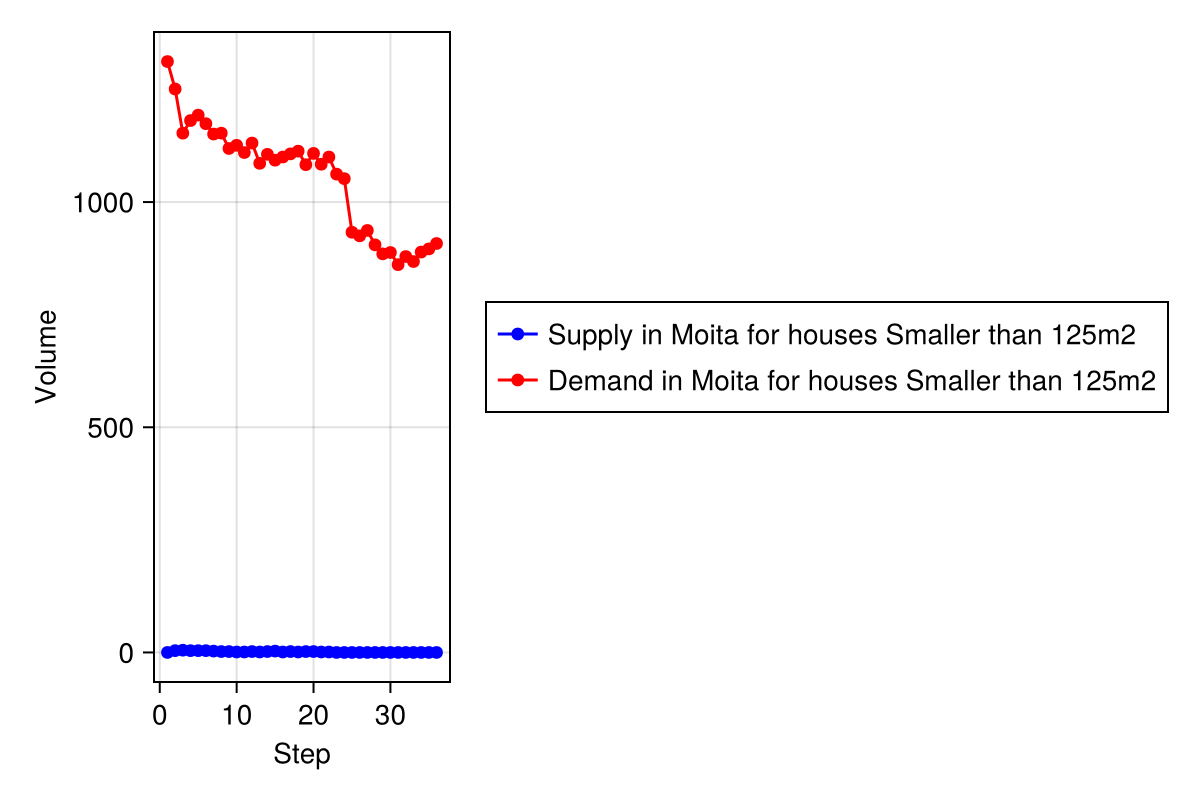 1000
500
0
Volume
0 10 20 30
Step
Supply in Moita for houses Smaller than 125m2
Demand in Moita for houses Smaller than 125m2